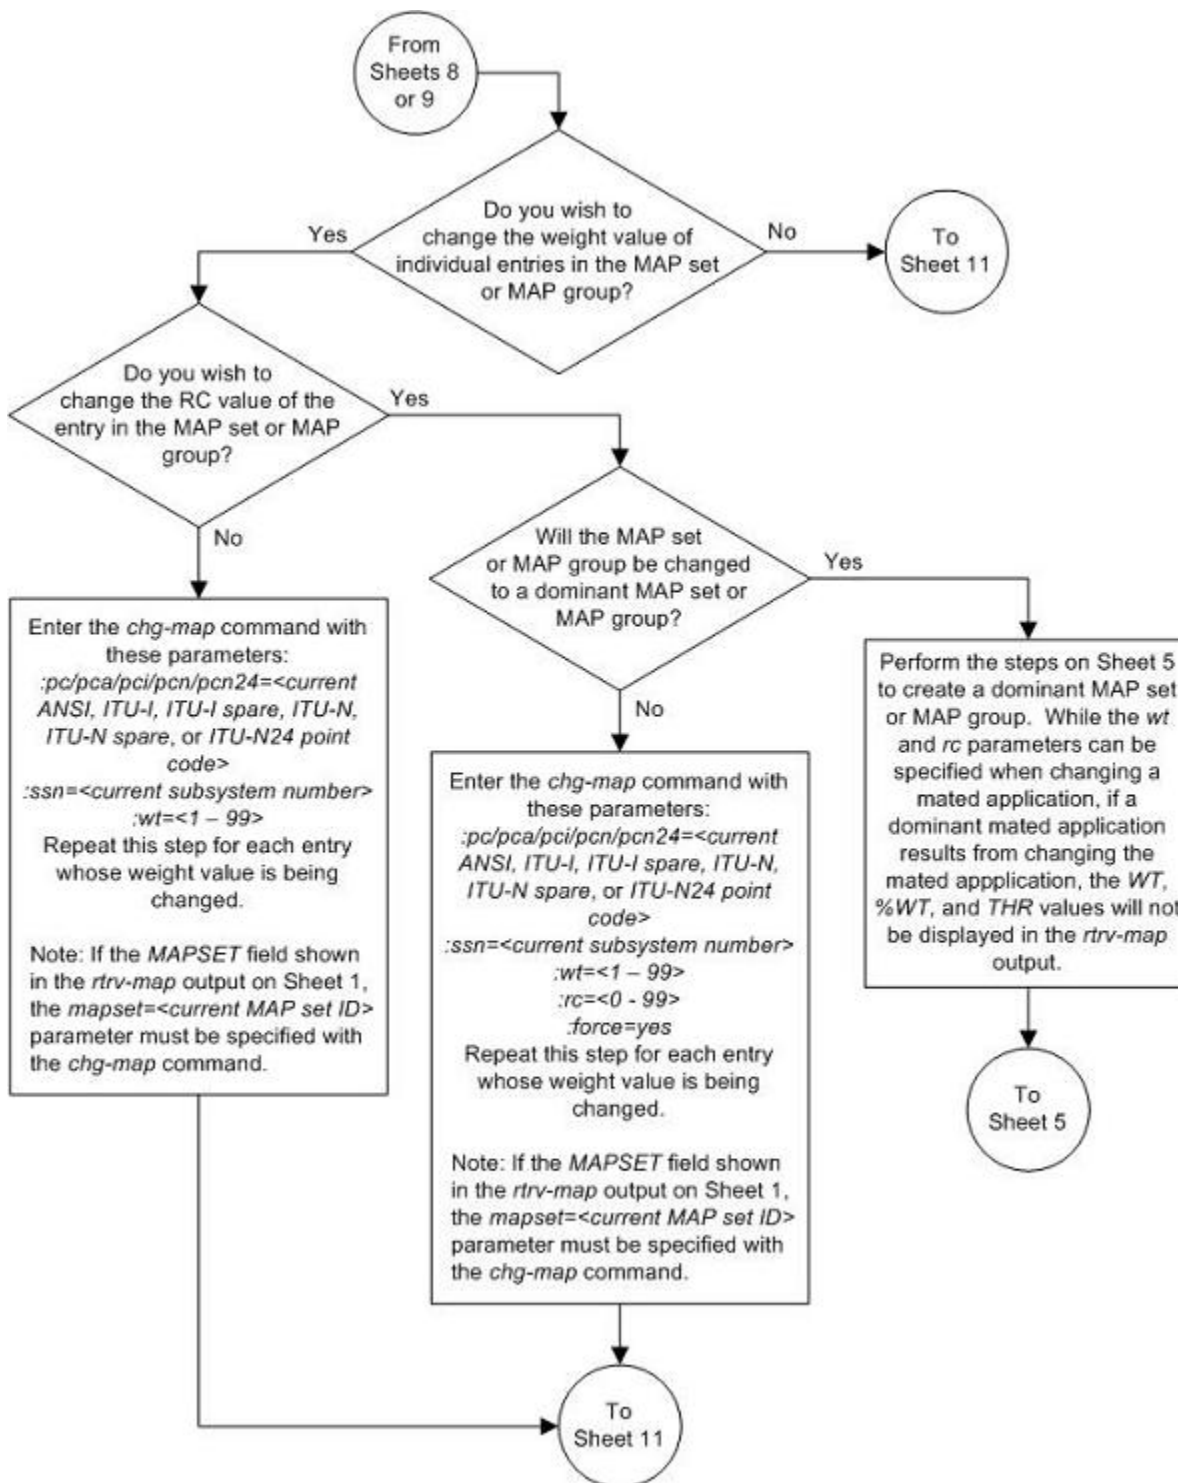 From
Sheets 8
or 9
Do you wish to
change the weight value of
individual entries in the MAP set
or MAP group?
Yes
No
To
Sheet 11
Do you wish to
change the RC value of the
entry in the MAP set or MAP
group?
Yes
No
Will the MAP set
or MAP group be changed
to a dominant MAP set or
MAP group?
Yes
No
Enter the chg-map command with
these parameters:
:pc/pca/pci/pcn/pcn24=<current
ANSI, ITU-I, ITU-I spare, ITU-N,
ITU-N spare, or ITU-N24 point
code>
:ssn=<current subsystem number>
:wt=<1 – 99>
Repeat this step for each entry
whose weight value is being
changed.
Note: If the MAPSET field shown
in the rtrv-map output on Sheet 1,
the mapset=<current MAP set ID>
parameter must be specified with
the chg-map command.
Enter the chg-map command with
these parameters:
:pc/pca/pci/pcn/pcn24=<current
ANSI, ITU-I, ITU-I spare, ITU-N,
ITU-N spare, or ITU-N24 point
code>
:ssn=<current subsystem number>
:wt=<1 – 99>
:rc=<0 - 99>
:force=yes
Repeat this step for each entry
whose weight value is being
changed.
Note: If the MAPSET field shown
in the rtrv-map output on Sheet 1,
the mapset=<current MAP set ID>
parameter must be specified with
the chg-map command.
Perform the steps on Sheet 5
to create a dominant MAP set
or MAP group. While the wt
and rc parameters can be
specified when changing a
mated application, if a
dominant mated application
results from changing the
mated appplication, the WT,
%WT, and THR values will not
be displayed in the rtrv-map
output.
To
Sheet 5
To
Sheet 11